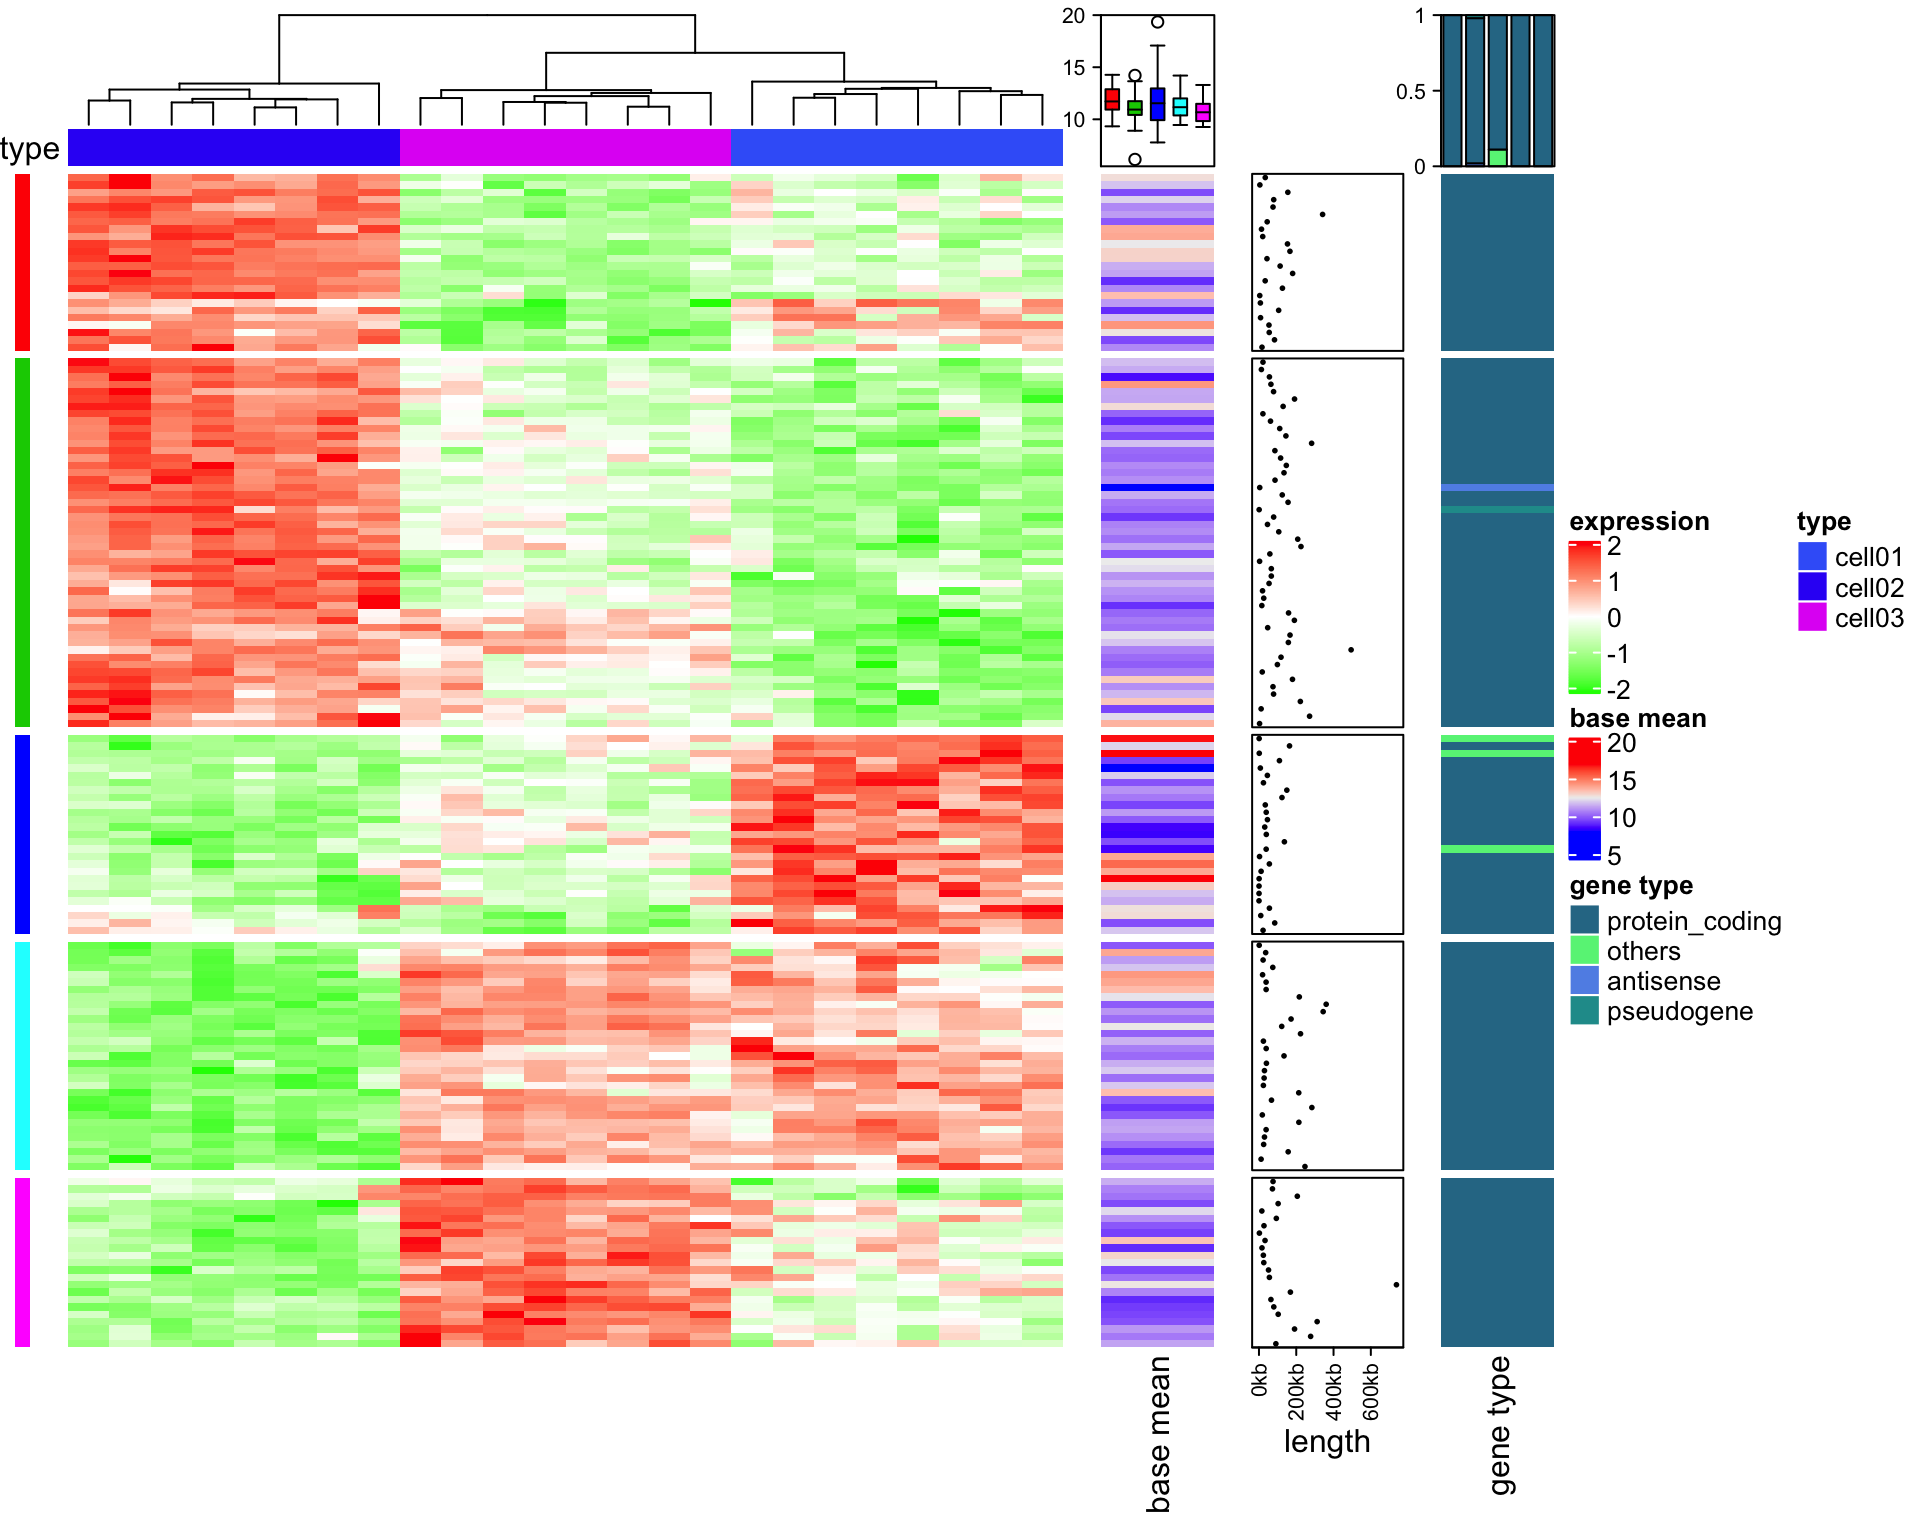 20
15
10
1
0.5
0
type
expression
2
1
0
-1
-2
base mean
20
15
10
5
gene type
protein_coding
others
antisense
pseudogene
type
cell01
cell02
cell03
0kb
200kb
400kb
600kb
length
base mean
gene type